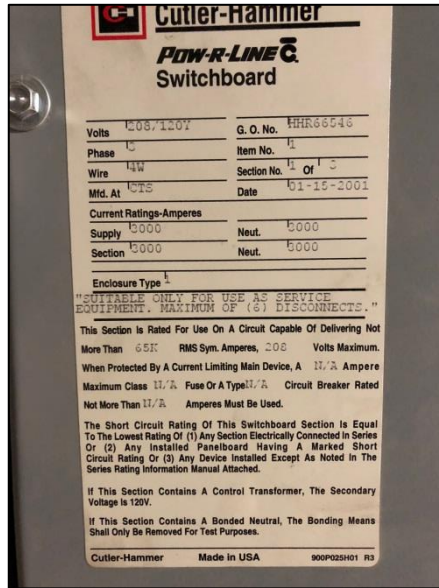 CH
Cutler-Hammer
POW-R-LINE C
Switchboard
Volts 208/120Y G. O. No. HHR66546
Phase 3 Item No. 1
Wire 4W Section No. 1 Of 3
Mfd. At CTS Date 01-15-2001
Current Ratings-Amperes
Supply 3000 Neut. 3000
Section 3000 Neut. 3000
Enclosure Type 1
"SUITABLE ONLY FOR USE AS SERVICE
EQUIPMENT. MAXIMUM OF (6) DISCONNECTS."
This Section Is Rated For Use On A Circuit Capable Of Delivering Not
More Than 65K RMS Sym. Amperes, 208 Volts Maximum.
When Protected By A Current Limiting Main Device, A N/A Ampere
Maximum Class N/A Fuse Or A Type N/A Circuit Breaker Rated
Not More Than N/A Amperes Must Be Used.
The Short Circuit Rating Of This Switchboard Section Is Equal
To The Lowest Rating Of (1) Any Section Electrically Connected In Series
Or (2) Any Installed Panelboard Having A Marked Short
Circuit Rating Or (3) Any Device Installed Except As Noted In The
Series Rating Information Manual Attached.
If This Section Contains A Control Transformer, The Secondary
Voltage Is 120V.
If This Section Contains A Bonded Neutral, The Bonding Means
Shall Only Be Removed For Test Purposes.
Cutler-Hammer Made in USA 900P025H01 R3